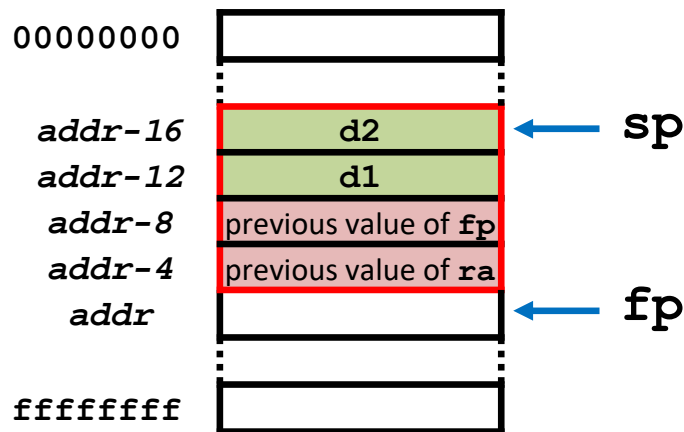 00000000
addr-16 d2 sp
addr-12 d1
addr-8 previous value of fp
addr-4 previous value of ra
addr fp
ffffffff